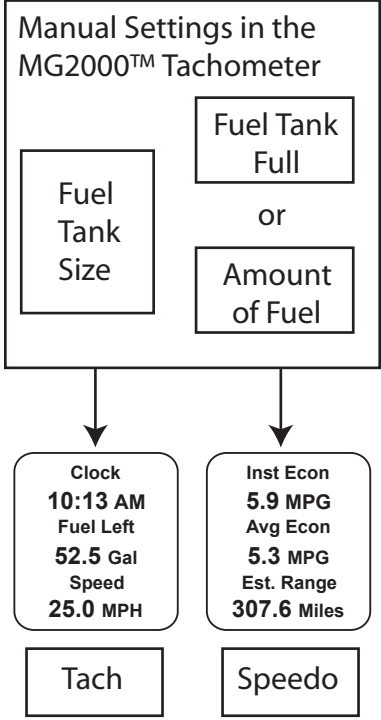 Manual Settings in the
MG2000™ Tachometer
Fuel
Tank
Size
Fuel Tank
Full
or
Amount
of Fuel
Clock
10:13 AM
Fuel Left
52.5 Gal
Speed
25.0 MPH
Inst Econ
5.9 MPG
Avg Econ
5.3 MPG
Est. Range
307.6 Miles
Tach
Speedo